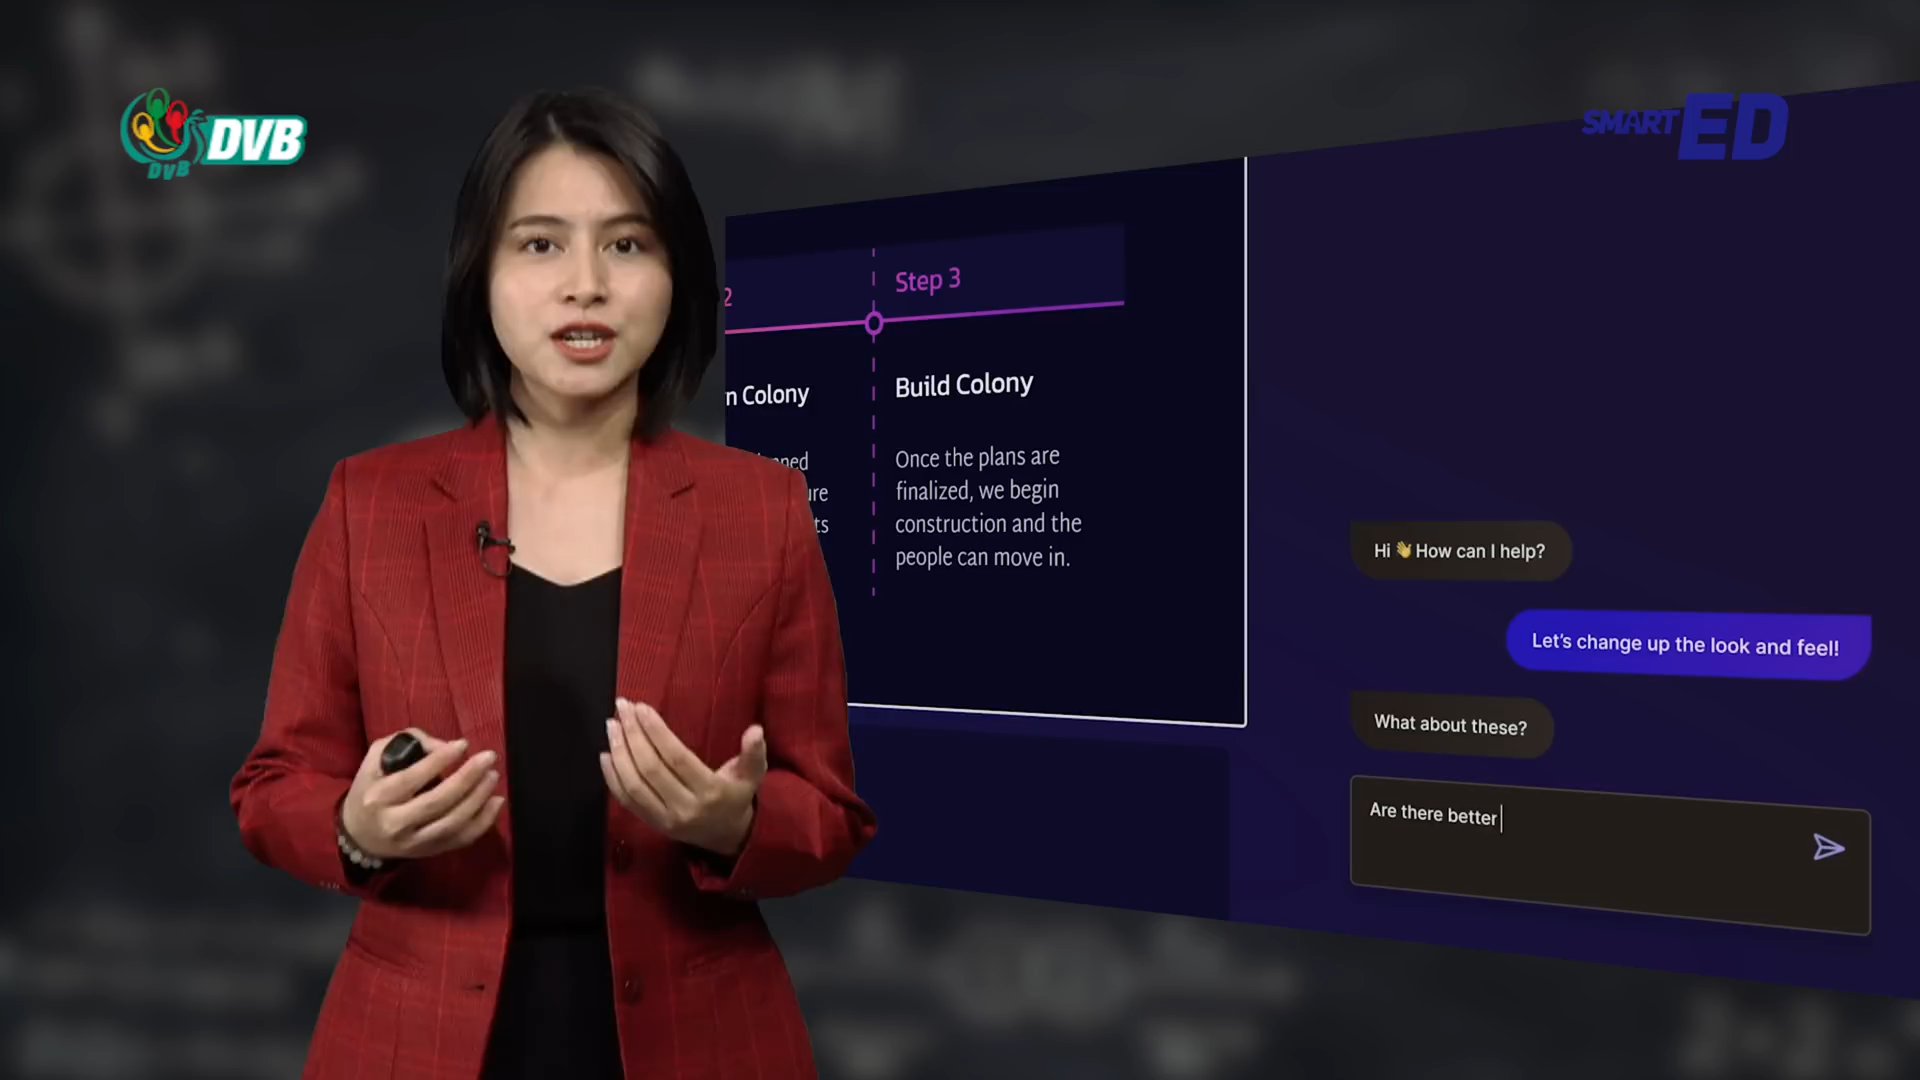 DVB
DVB
SMART ED
2
Step 3
n Colony
Build Colony
Once the plans are
finalized, we begin
construction and the
people can move in.
Hi 👋 How can I help?
Let's change up the look and feel!
What about these?
Are there better